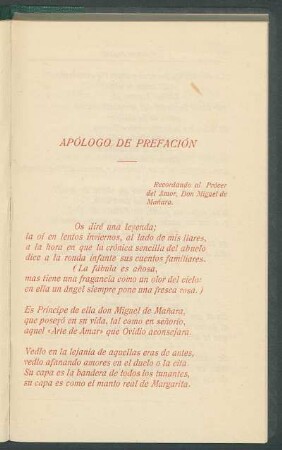 APÓLOGO DE PREFACIÓN
Recordando al Prócer
del Amor, Don Miguel de
Mañara.
Os diré una leyenda;
la oí en lentos inviernos, al lado de mis llares,
a la hora en que la crónica sencilla del abuelo
dice a la ronda infante sus cuentos familiares.
(La fábula es añosa,
mas tiene una fragancia como un olor del cielo:
en ella un ángel siempre pone una fresca rosa.)
Es Príncipe de ella don Miguel de Mañara,
que poseyó en su vida, tal como en señorío,
aquel «Arte de Amar» que Ovidio aconsejara.
Vedlo en la lejanía de aquellas eras de antes,
vedlo afanando amores en el duelo o la cita.
Su capa es la bandera de todos los tunantes,
su capa es como el manto real de Margarita.